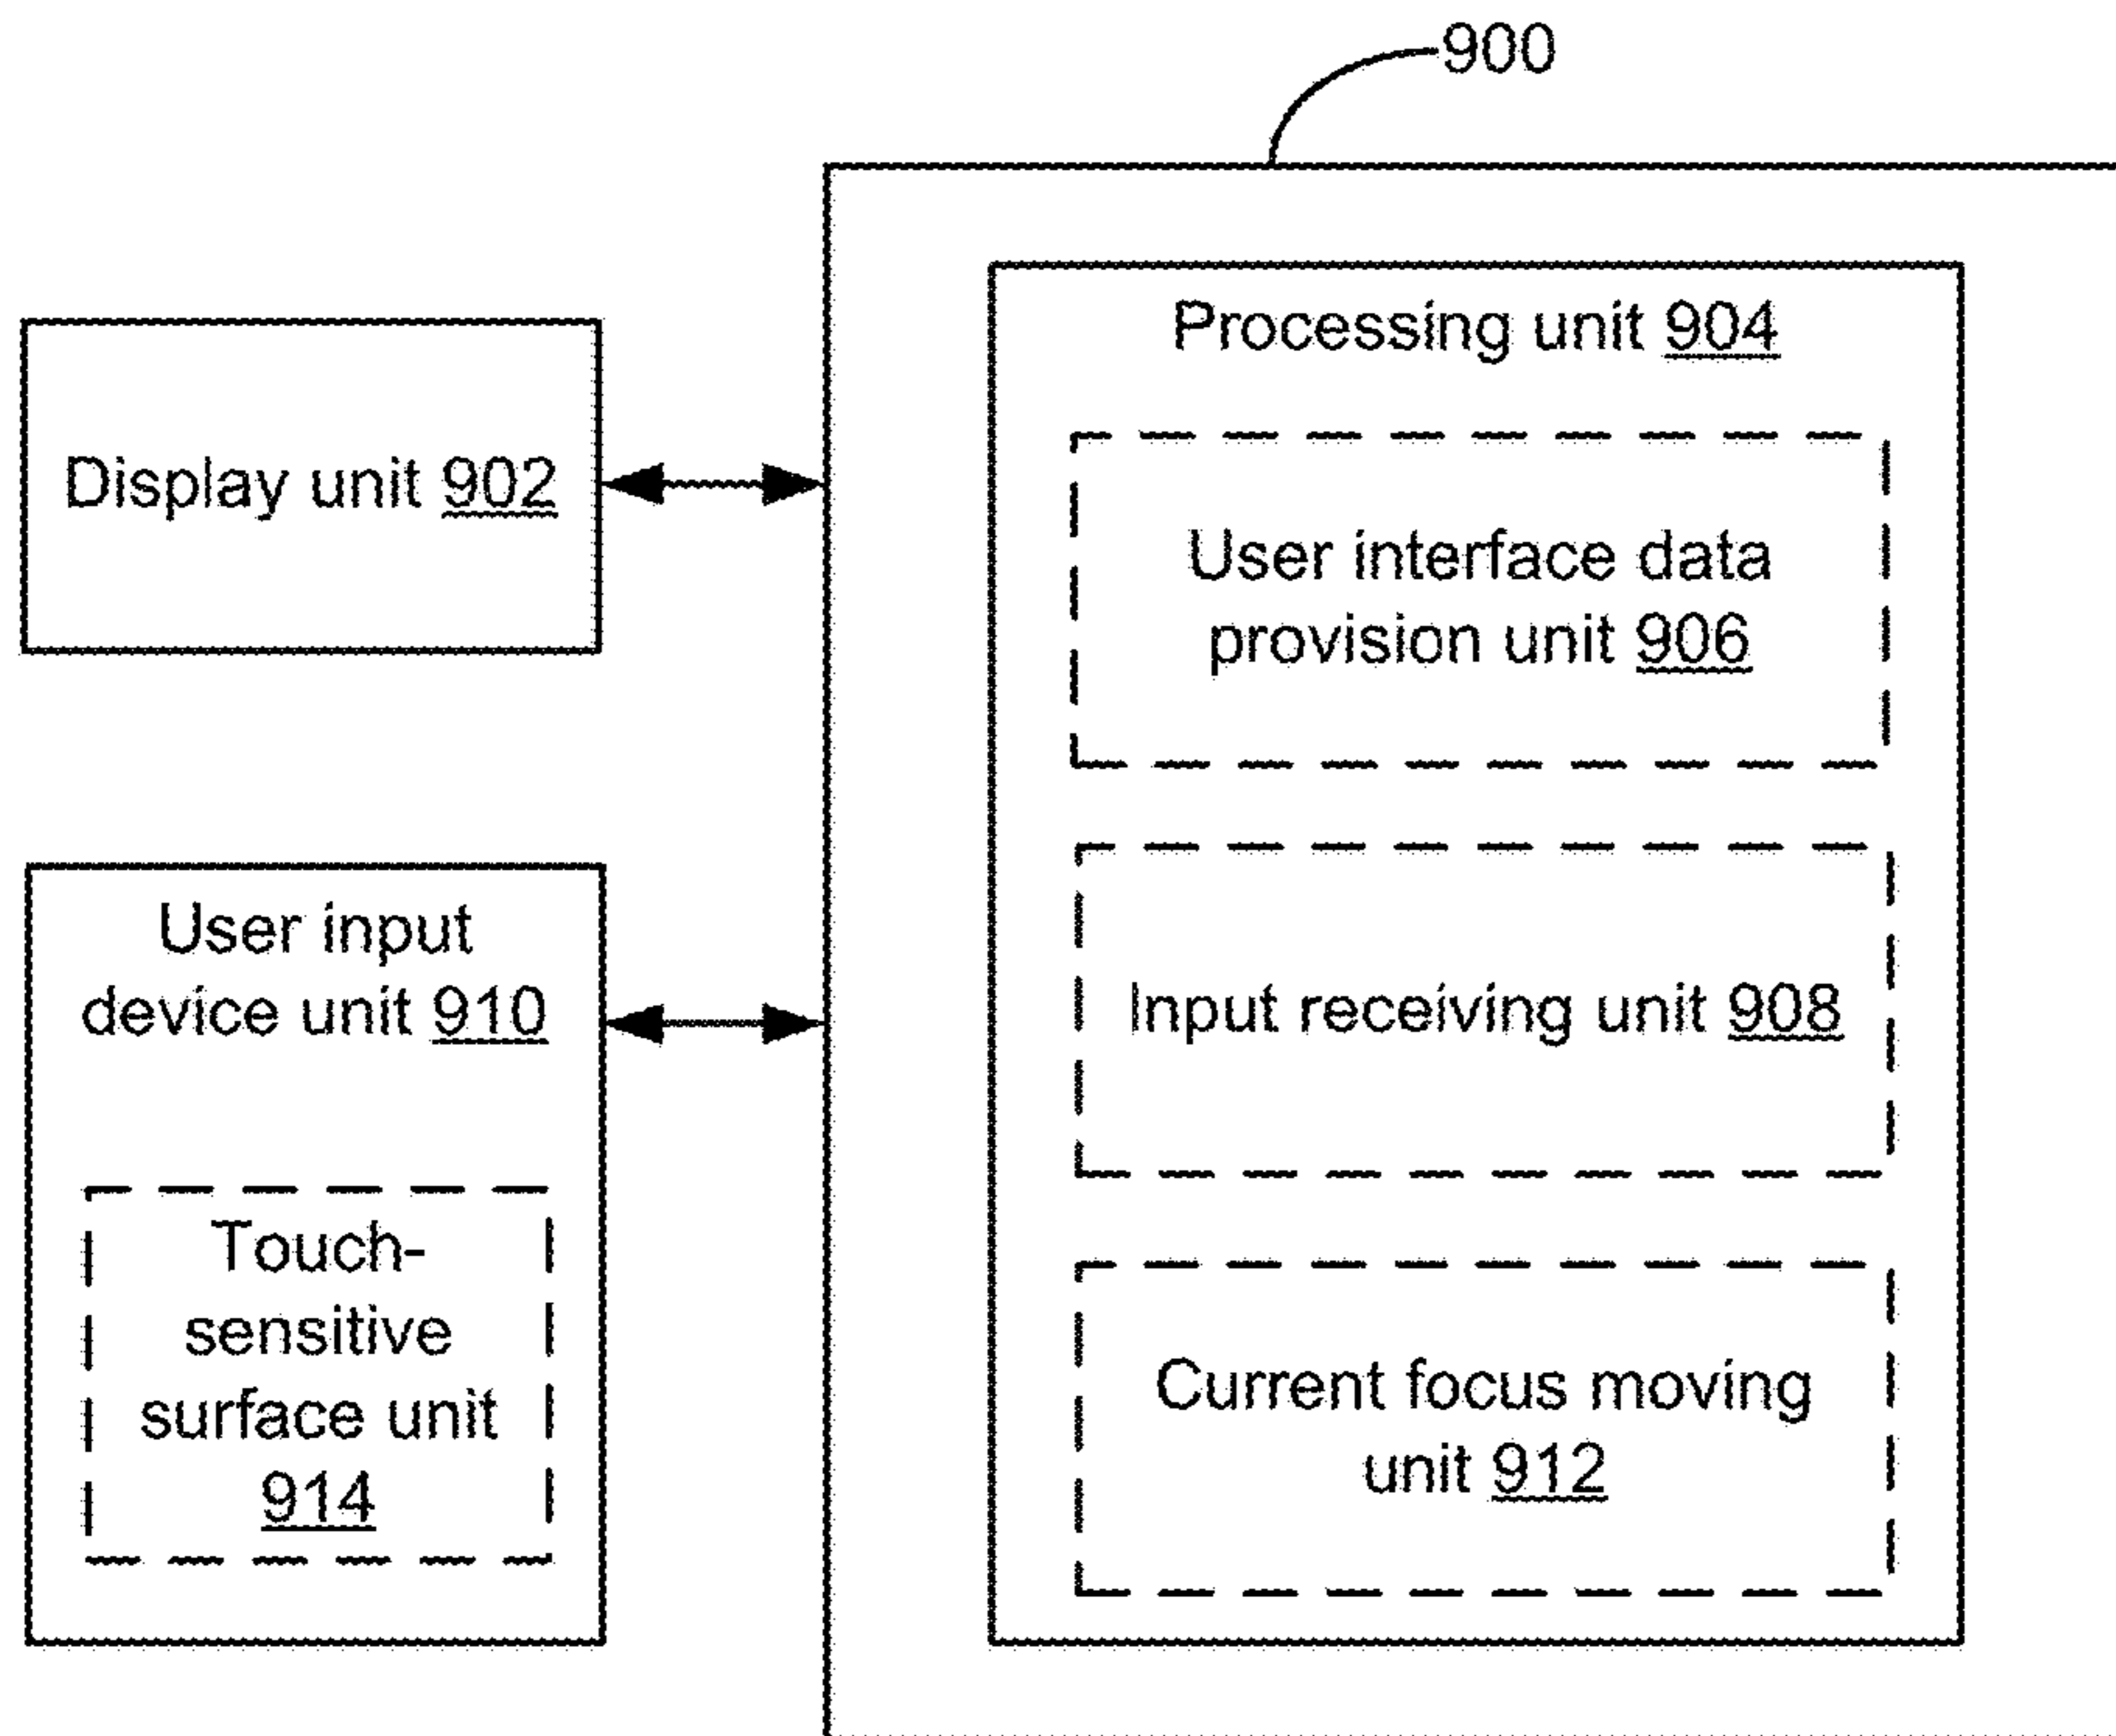 900
Display unit 902
User input
device unit 910
Touch-
sensitive
surface unit
914
Processing unit 904
User interface data
provision unit 906
Input receiving unit 908
Current focus moving
unit 912